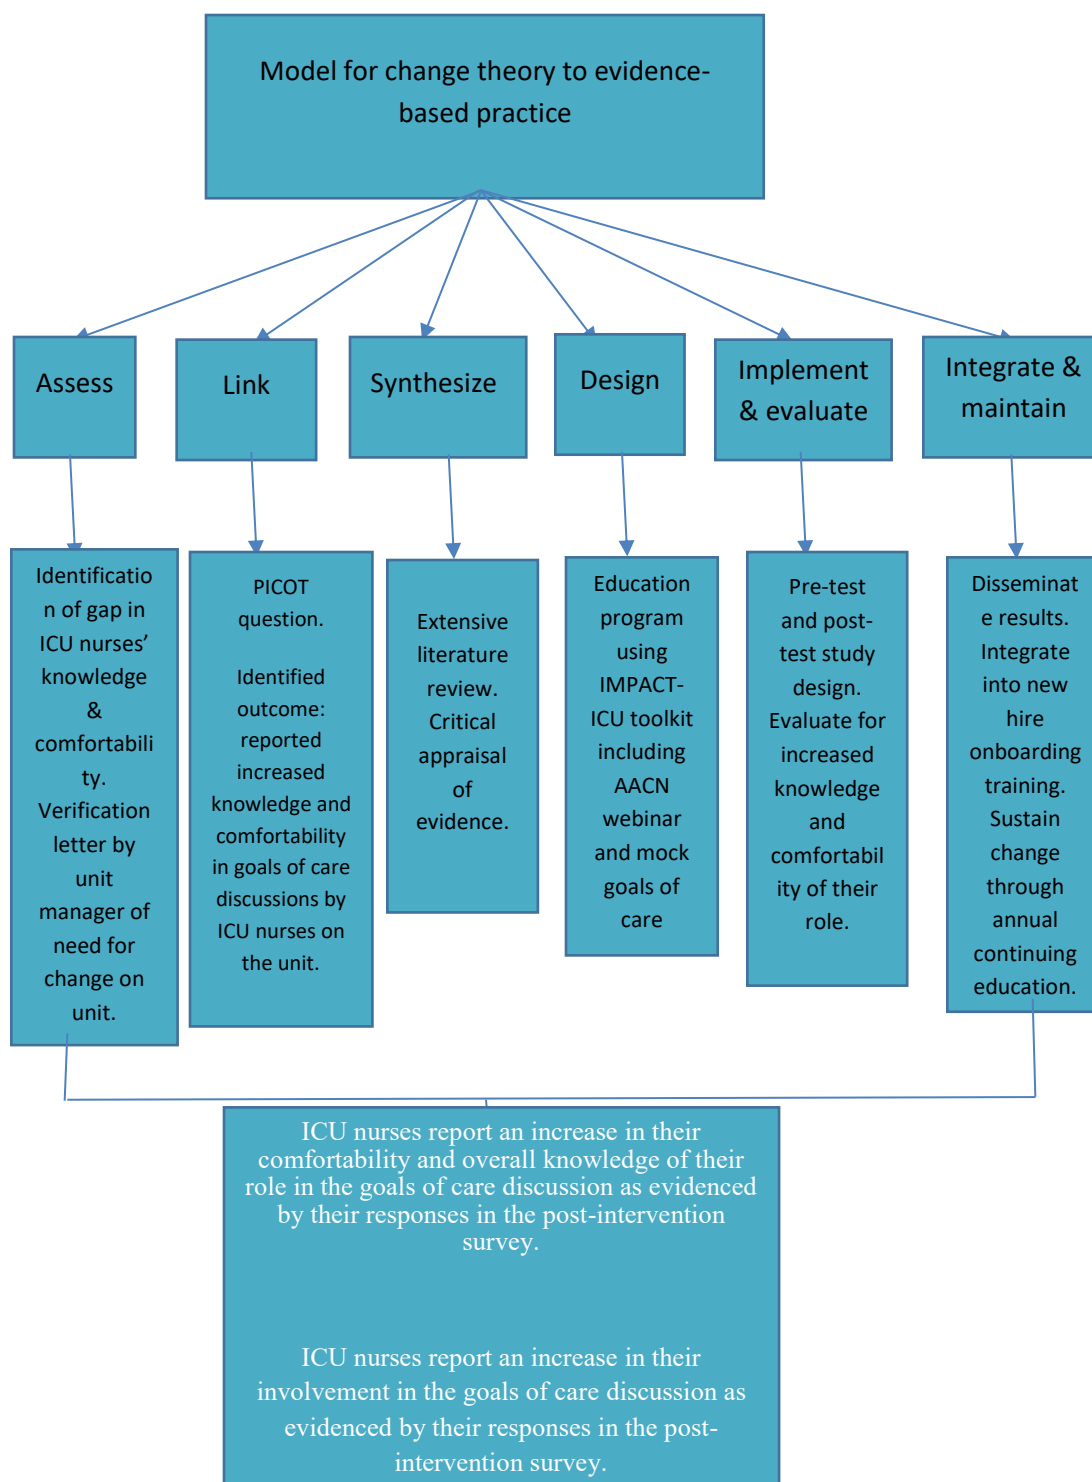 Model for change theory to evidence-
based practice
Assess
Link
Synthesize
Design
Implement
& evaluate
Integrate &
maintain
Identificatio
n of gap in
ICU nurses’
knowledge
&
comfortabili
ty.
Verification
letter by
unit
manager of
need for
change on
unit.
PICOT
question.
Identified
outcome:
reported
increased
knowledge and
comfortability
in goals of care
discussions by
ICU nurses on
the unit.
Extensive
literature
review.
Critical
appraisal
of
evidence.
Education
program
using
IMPACT-
ICU toolkit
including
AACN
webinar
and mock
goals of
care
Pre-test
and post-
test study
design.
Evaluate for
increased
knowledge
and
comfortabil
ity of their
role.
Disseminat
e results.
Integrate
into new
hire
onboarding
training.
Sustain
change
through
annual
continuing
education.
ICU nurses report an increase in their
comfortability and overall knowledge of their
role in the goals of care discussion as evidenced
by their responses in the post-intervention
survey.
ICU nurses report an increase in their
involvement in the goals of care discussion as
evidenced by their responses in the post-
intervention survey.